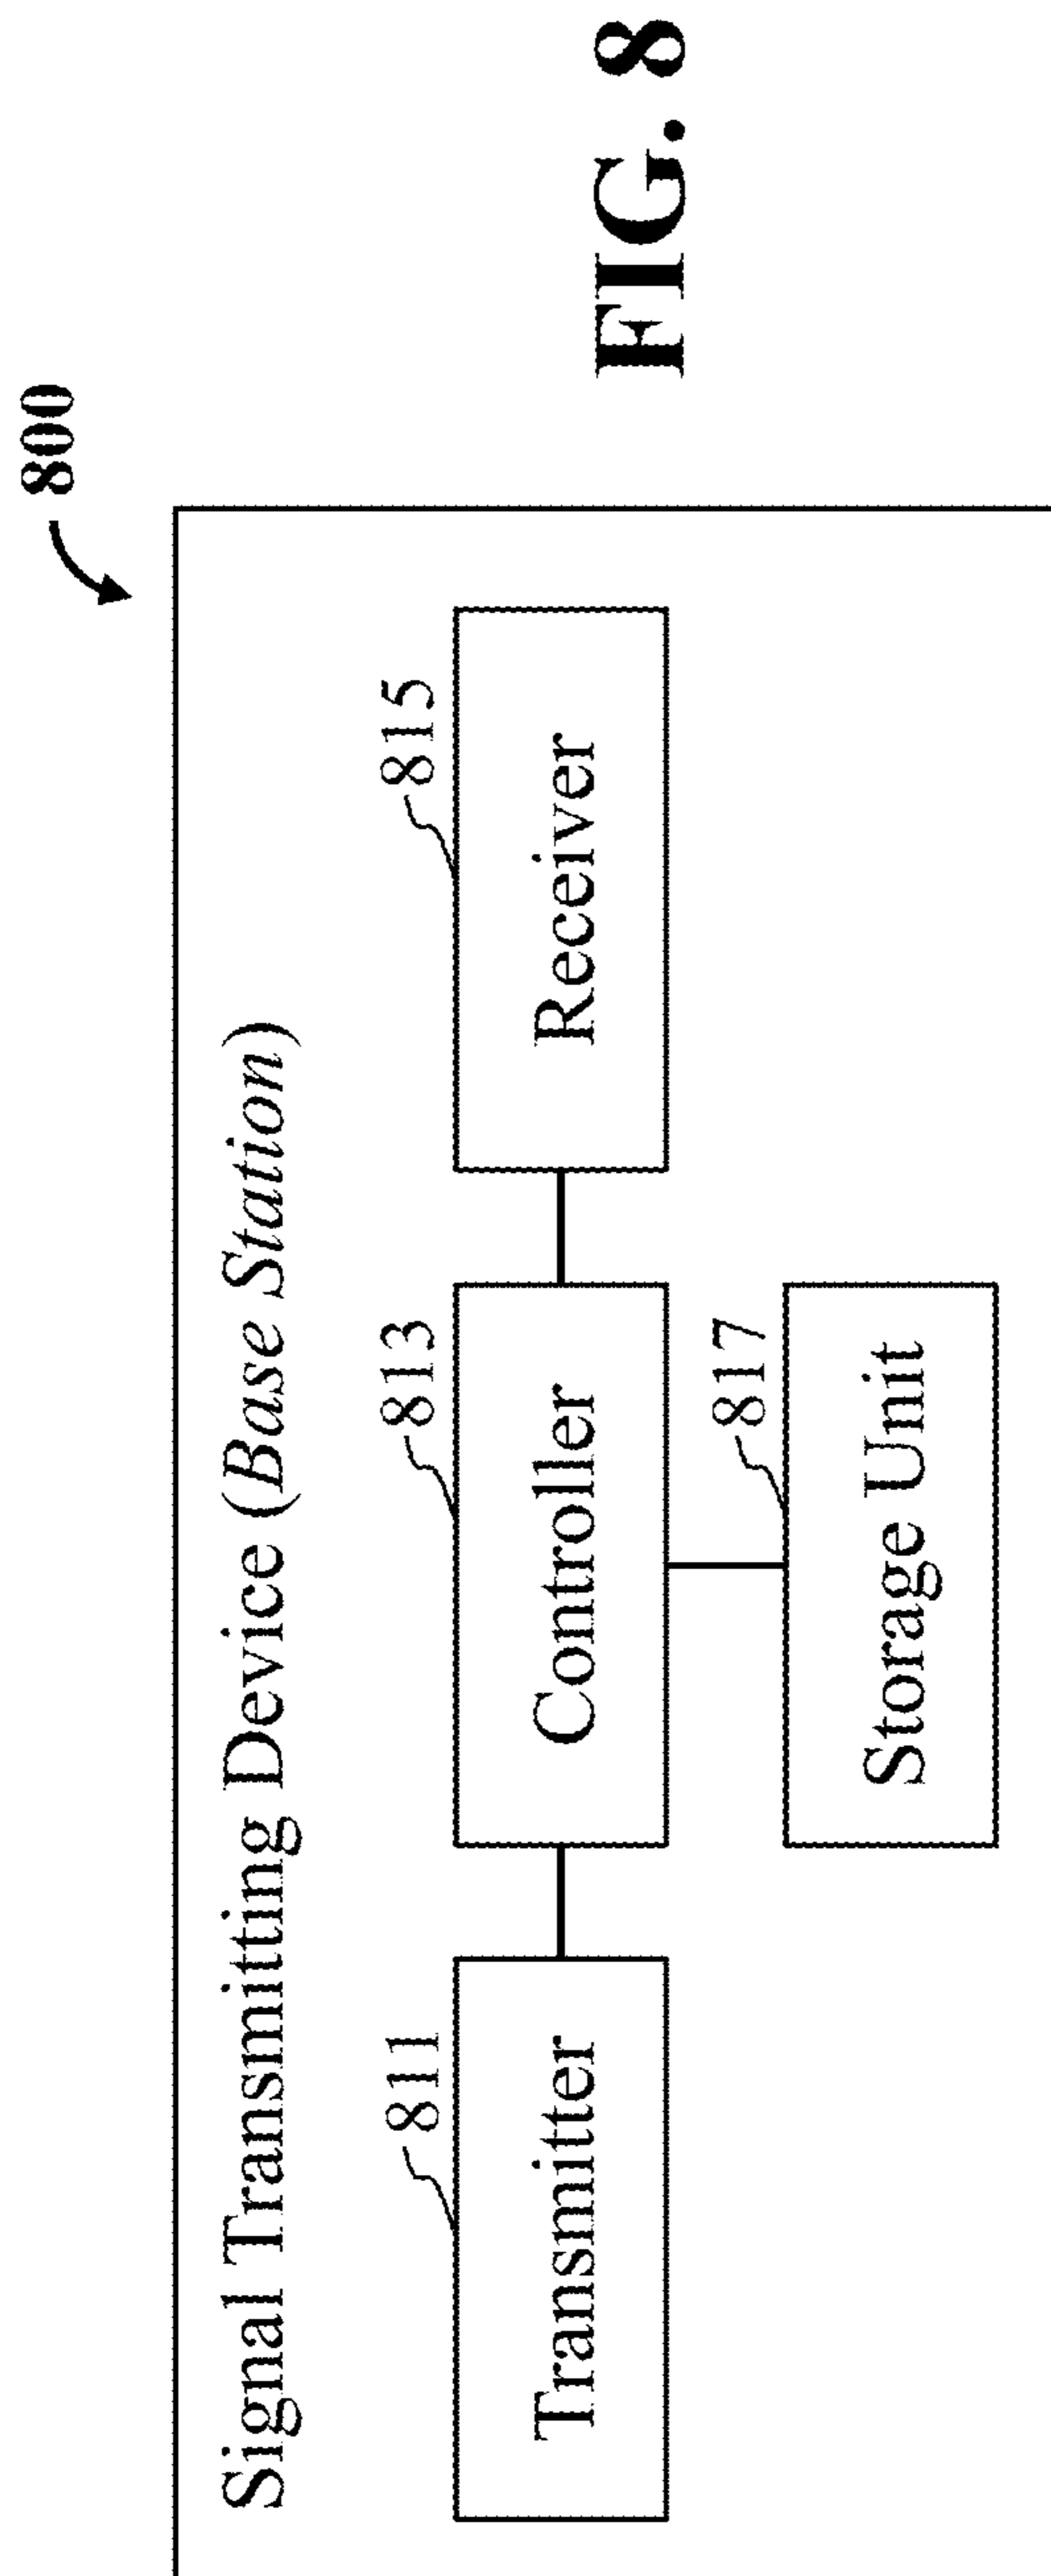 800
Signal Transmitting Device (Base Station)
811
813
815
Transmitter
Controller
Receiver
817
Storage Unit
FIG. 8